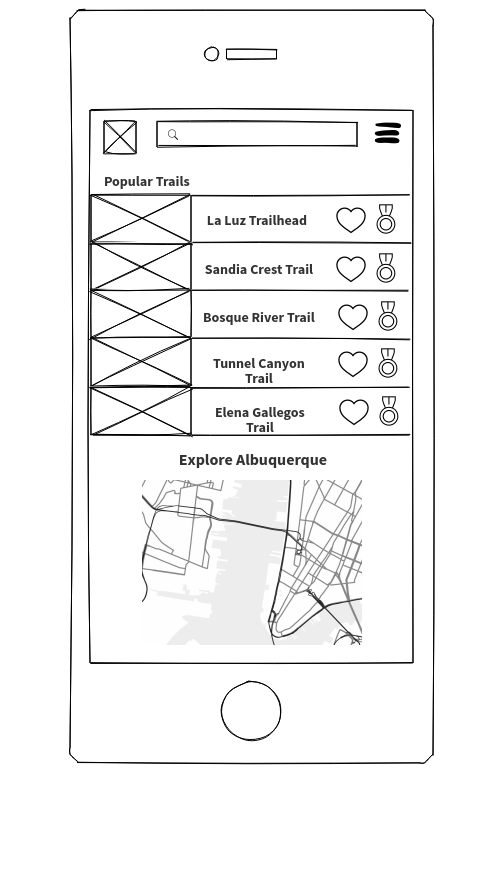 Popular Trails
La Luz Trailhead
Sandia Crest Trail
Bosque River Trail
Tunnel Canyon
Trail
Elena Gallegos
Trail
Explore Albuquerque